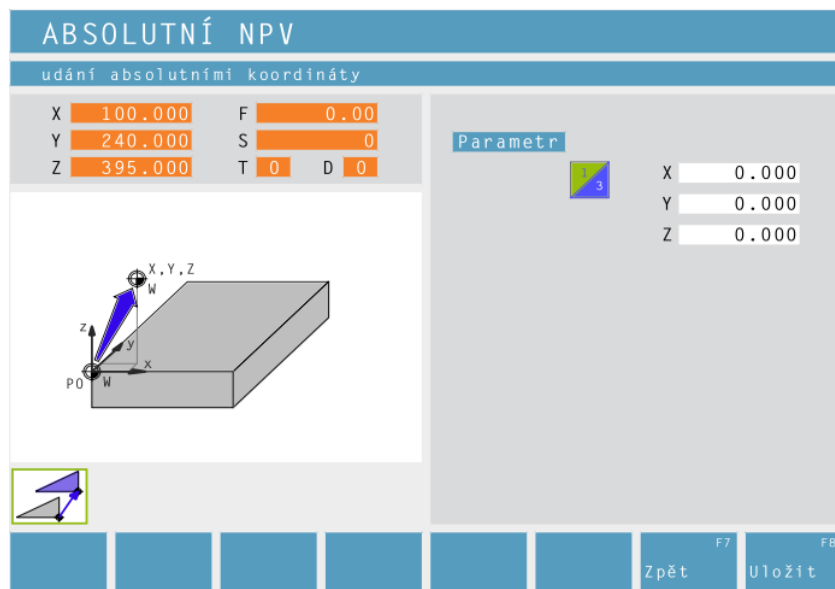 ABSOLUTNÍ NPV
udání absolutními koordináty
X 100.000 F 0.00
Y 240.000 S 0
Z 395.000 T 0 D 0
Parametr
1
3
X 0.000
Y 0.000
Z 0.000
X,Y,Z
W
z
y
x
P0 W
F7
Zpět
F8
Uložit